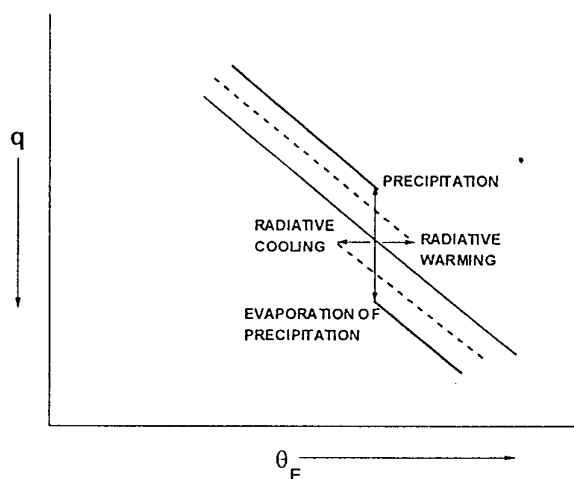 q
PRECIPITATION
RADIATIVE
COOLING
RADIATIVE
WARMING
EVAPORATION OF
PRECIPITATION
θE